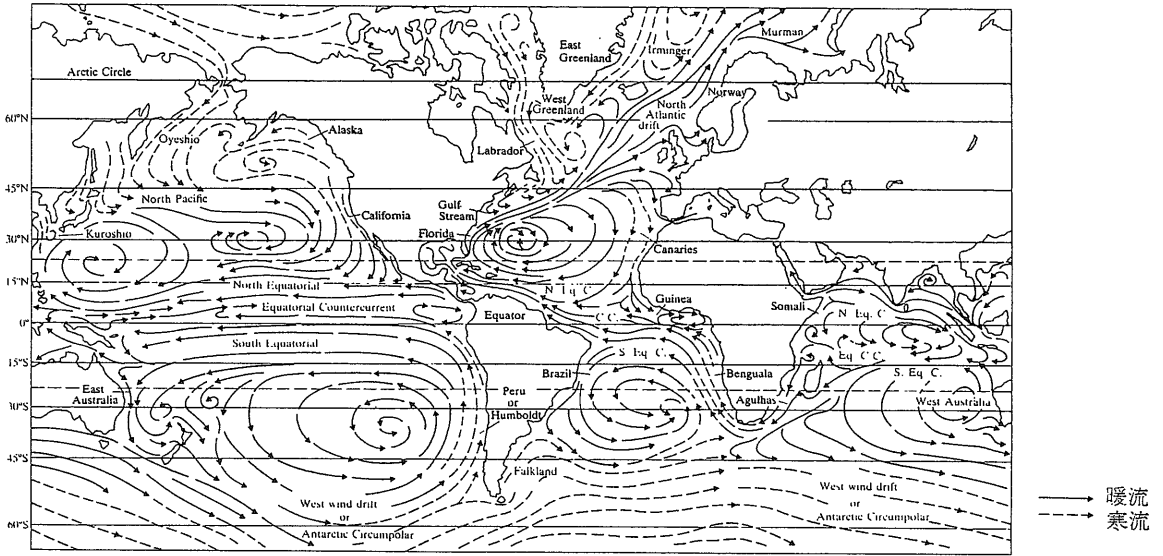 Murman
East
Greenland
Irminger
Arctic Circle
Norway
West
Greenland
North
Atlantic
drift
60°N
Alaska
Oyeshio
Labrador
45°N
North Pacific
Gulf-
Stream
California
Florida
Kuroshio
30°N
Canaries
15°N
North Equatorial
N. Eq. C.
Guinea
Equatorial Countercurrent
Equator
C.C.
Somali
N. Eq. C.
0°
South Equatorial
S. Eq. C.
Eq. C.C.
15°S
Brazil
Benguala
S. Eq. C.
East
Australia
Peru
or
Humboldt
Agulhas
West Australia
30°S
45°S
Falkland
West wind drift
or
Antarctic Circumpolar
West wind drift
or
Antarctic Circumpolar
60°S
暖流
寒流